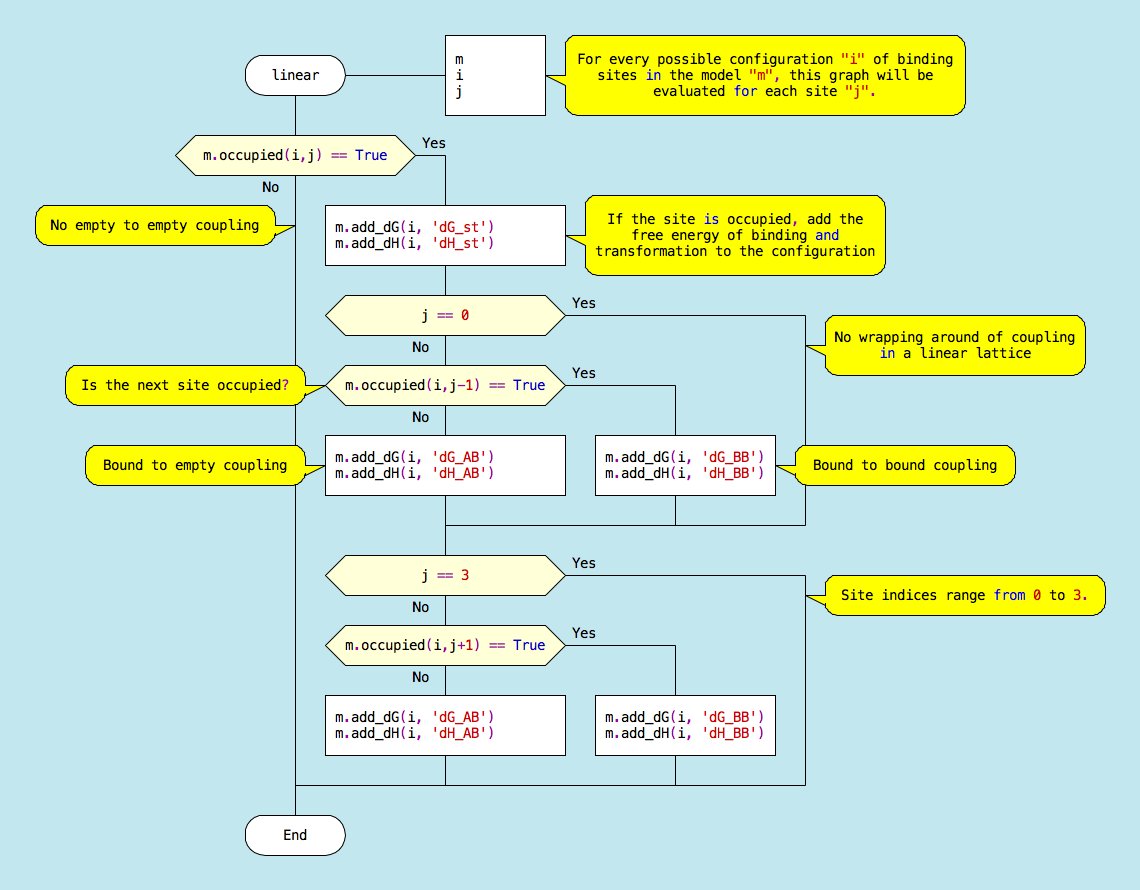 linear
m
i
j
For every possible configuration "i" of binding
sites in the model "m", this graph will be
evaluated for each site "j".
m.occupied(i,j) == True
Yes
No
No empty to empty coupling
m.add_dG(i, 'dG_st')
m.add_dH(i, 'dH_st')
If the site is occupied, add the
free energy of binding and
transformation to the configuration
j == 0
Yes
No
No wrapping around of coupling
in a linear lattice
Is the next site occupied?
m.occupied(i,j-1) == True
Yes
No
Bound to empty coupling
m.add_dG(i, 'dG_AB')
m.add_dH(i, 'dH_AB')
m.add_dG(i, 'dG_BB')
m.add_dH(i, 'dH_BB')
Bound to bound coupling
j == 3
Yes
No
Site indices range from 0 to 3.
m.occupied(i,j+1) == True
Yes
No
m.add_dG(i, 'dG_AB')
m.add_dH(i, 'dH_AB')
m.add_dG(i, 'dG_BB')
m.add_dH(i, 'dH_BB')
End